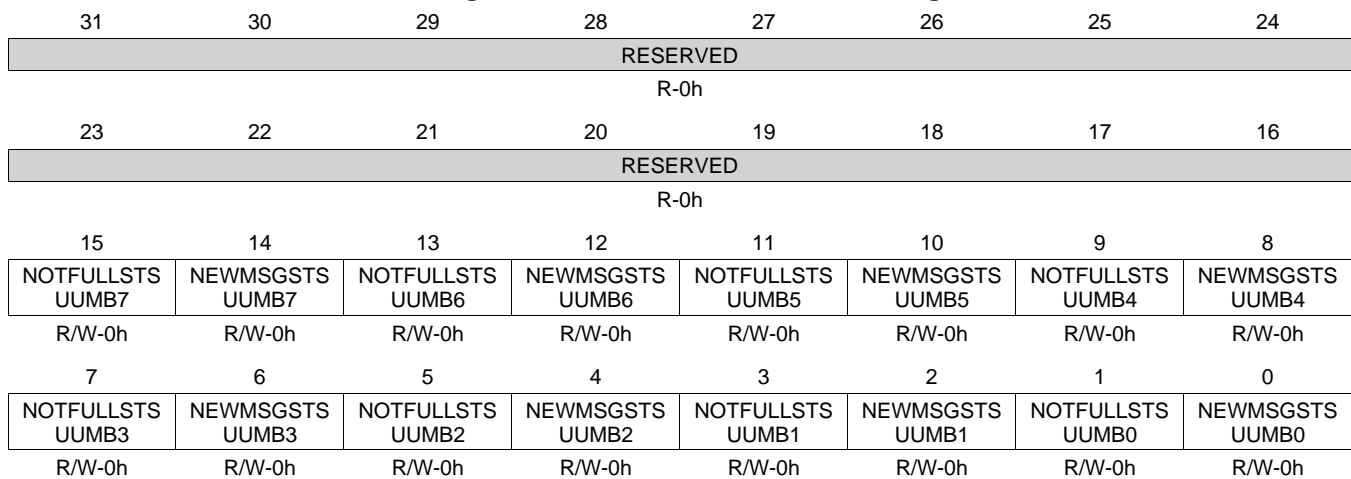 31 30 29 28 27 26 25 24
RESERVED
R-0h
23 22 21 20 19 18 17 16
RESERVED
R-0h
15 14 13 12 11 10 9 8
NOTFULLSTS NEWMSGSTS NOTFULLSTS NEWMSGSTS NOTFULLSTS NEWMSGSTS NOTFULLSTS NEWMSGSTS
UUMB7 UUMB7 UUMB6 UUMB6 UUMB5 UUMB5 UUMB4 UUMB4
R/W-0h R/W-0h R/W-0h R/W-0h R/W-0h R/W-0h R/W-0h R/W-0h
7 6 5 4 3 2 1 0
NOTFULLSTS NEWMSGSTS NOTFULLSTS NEWMSGSTS NOTFULLSTS NEWMSGSTS NOTFULLSTS NEWMSGSTS
UUMB3 UUMB3 UUMB2 UUMB2 UUMB1 UUMB1 UUMB0 UUMB0
R/W-0h R/W-0h R/W-0h R/W-0h R/W-0h R/W-0h R/W-0h R/W-0h